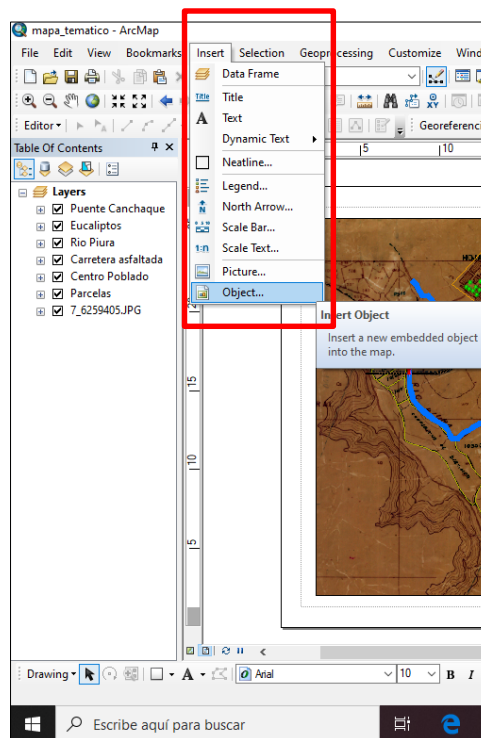 mapa_tematico - ArcMap
File Edit View Bookmarks Insert Selection Geoprocessing Customize Wind
Editor
Georeferenci
Table Of Contents
Layers
Puente Canchaque
Eucaliptos
Rio Piura
Carretera asfaltada
Centro Poblado
Parcelas
7_6259405.JPG
Data Frame
Title Title
A Text
Dynamic Text
Neatline...
Legend...
N North Arrow...
Scale Bar...
1:n Scale Text...
Picture...
Object...
Insert Object
Insert a new embedded object
into the map.
5 10
15
10
5
Drawing A Arial 10 B I
Escribe aquí para buscar